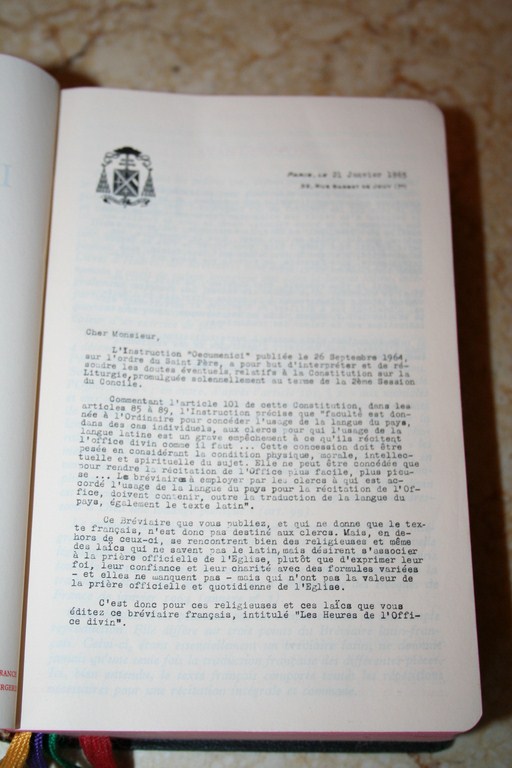 I
Paris, le 21 Janvier 1965
Cher Monsieur,
L'Instruction "Oecumenici" publiée le 26 Septembre 1964,
sur l'ordre du Saint Père, a pour but d'interpréter et de ré-
soudre les doutes éventuels relatifs à la Constitution sur la
Liturgie, promulguée solennellement au terme de la 2ème Session
du Concile.
Commentant l'article 101 de cette Constitution, dans les
articles 85 à 89, l'Instruction précise que "faculté est don-
née à l'Ordinaire pour concéder l'usage de la langue du pays,
dans des cas individuels, aux clercs pour qui l'usage de la
langue latine est un grave empêchement à ce qu'ils récitent
l'office divin comme il faut ... Cette concession doit être
pesée en considérant la condition physique, morale, intellec-
tuelle et spirituelle du sujet. Elle ne peut être concédée que
pour rendre la récitation de l'Office plus facile, plus pieu-
se ... Le bréviaire à employer par les clercs à qui est ac-
cordé l'usage de la langue du pays pour la récitation de l'Of-
fice, doivent contenir, outre la traduction de la langue du
pays, également le texte latin".
Ce Bréviaire que vous publiez, et qui ne donne que le tex-
te français, n'est donc pas destiné aux clercs. Mais, en de-
hors de ceux-ci, se rencontrent bien des religieuses et même
des laïcs qui ne savent pas le latin, mais désirent s'associer
à la prière officielle de l'Eglise, plutôt que d'exprimer leur
foi, leur confiance et leur charité avec des formules variées
- et elles ne manquent pas - mais qui n'ont pas la valeur de
la prière officielle et quotidienne de l'Eglise.
C'est donc pour ces religieuses et ces laïcs que vous
éditez ce bréviaire français, intitulé "Les Heures de l'Offi-
ce divin".